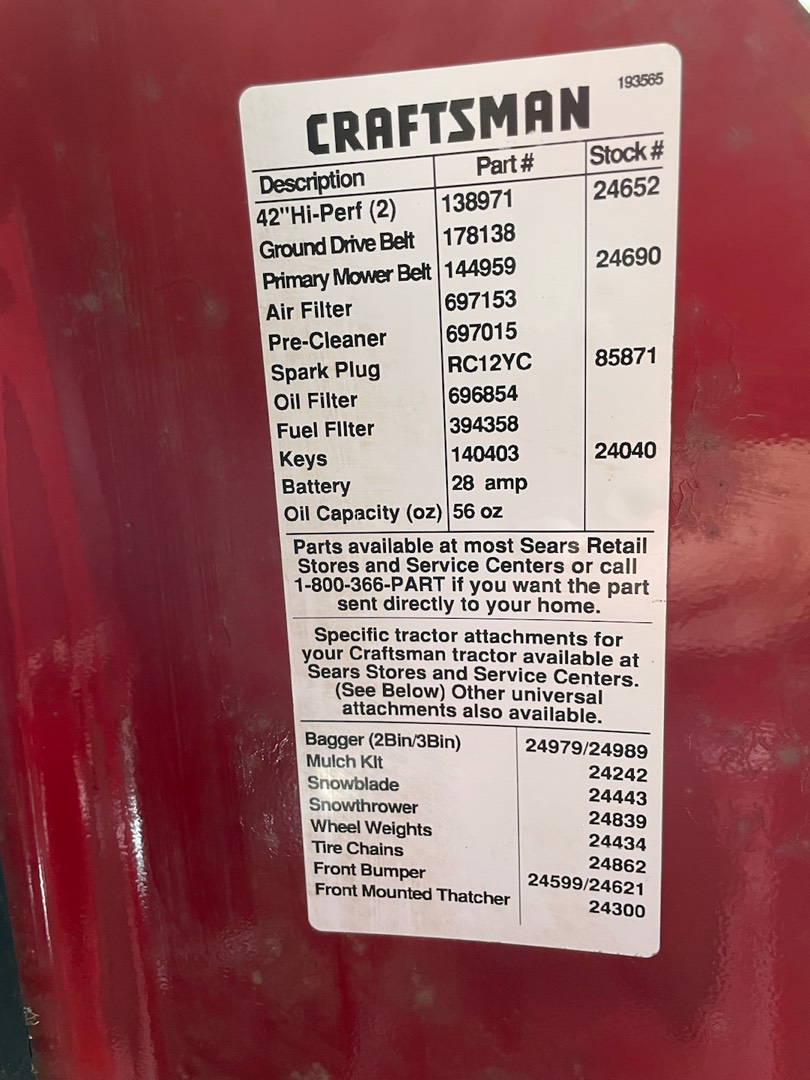 193565
CRAFTSMAN
Description Part# Stock#
42"Hi-Perf (2) 138971 24652
Ground Drive Belt 178138
Primary Mower Belt 144959 24690
Air Filter 697153
Pre-Cleaner 697015
Spark Plug RC12YC 85871
Oil Filter 696854
Fuel FIlter 394358
Keys 140403 24040
Battery 28 amp
Oil Capacity (oz) 56 oz
Parts available at most Sears Retail
Stores and Service Centers or call
1-800-366-PART if you want the part
sent directly to your home.
Specific tractor attachments for
your Craftsman tractor available at
Sears Stores and Service Centers.
(See Below) Other universal
attachments also available.
Bagger (2Bin/3Bin) 24979/24989
Mulch KIt 24242
Snowblade 24443
Snowthrower 24839
Wheel Weights 24434
Tire Chains 24862
Front Bumper 24599/24621
Front Mounted Thatcher 24300